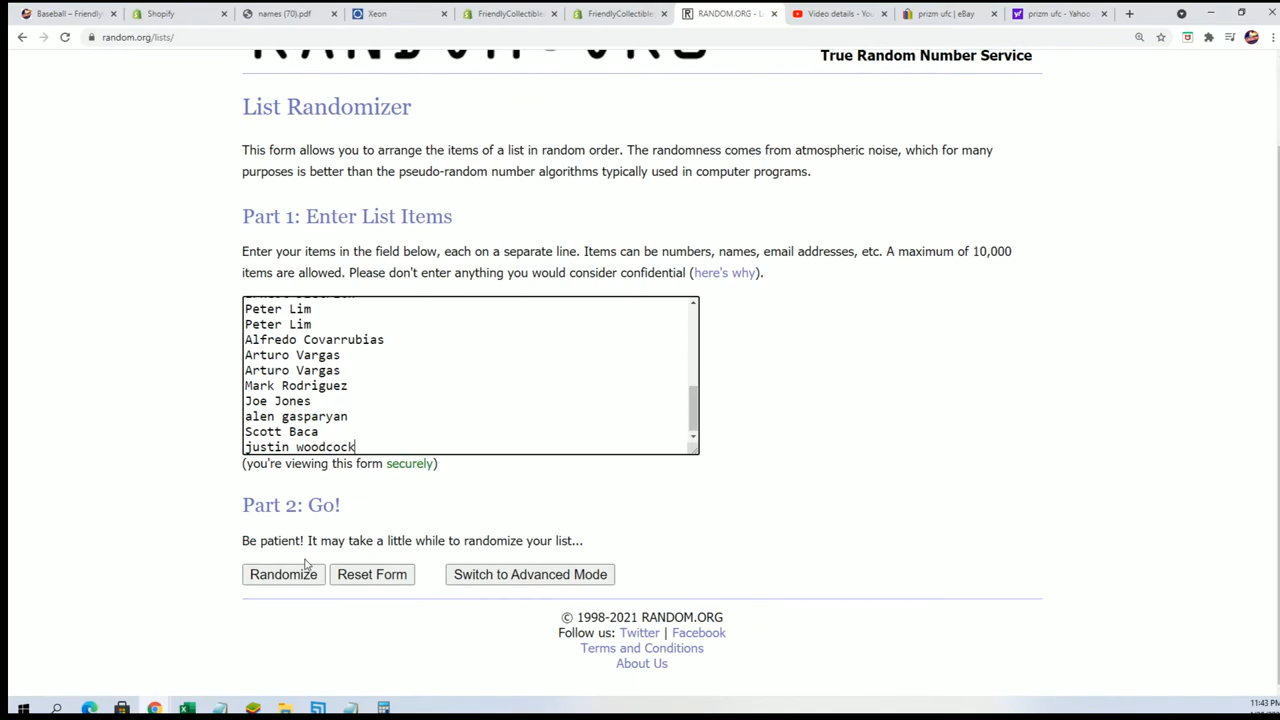 Baseball – Friendly
Shopify
names (70).pdf
Xeon
FriendlyCollectibles
FriendlyCollectible
RANDOM.ORG - L
Video details - You
prizm ufc | eBay
prizm ufc - Yahoo
random.org/lists/
RANDOM.ORG
True Random Number Service
List Randomizer
This form allows you to arrange the items of a list in random order. The randomness comes from atmospheric noise, which for many
purposes is better than the pseudo-random number algorithms typically used in computer programs.
Part 1: Enter List Items
Enter your items in the field below, each on a separate line. Items can be numbers, names, email addresses, etc. A maximum of 10,000
items are allowed. Please don't enter anything you would consider confidential (here's why).
Peter Lim
Peter Lim
Alfredo Covarrubias
Arturo Vargas
Arturo Vargas
Mark Rodriguez
Joe Jones
alen gasparyan
Scott Baca
justin woodcock
(you're viewing this form securely)
Part 2: Go!
Be patient! It may take a little while to randomize your list...
Randomize
Reset Form
Switch to Advanced Mode
© 1998-2021 RANDOM.ORG
Follow us: Twitter | Facebook
Terms and Conditions
About Us
11:43 PM